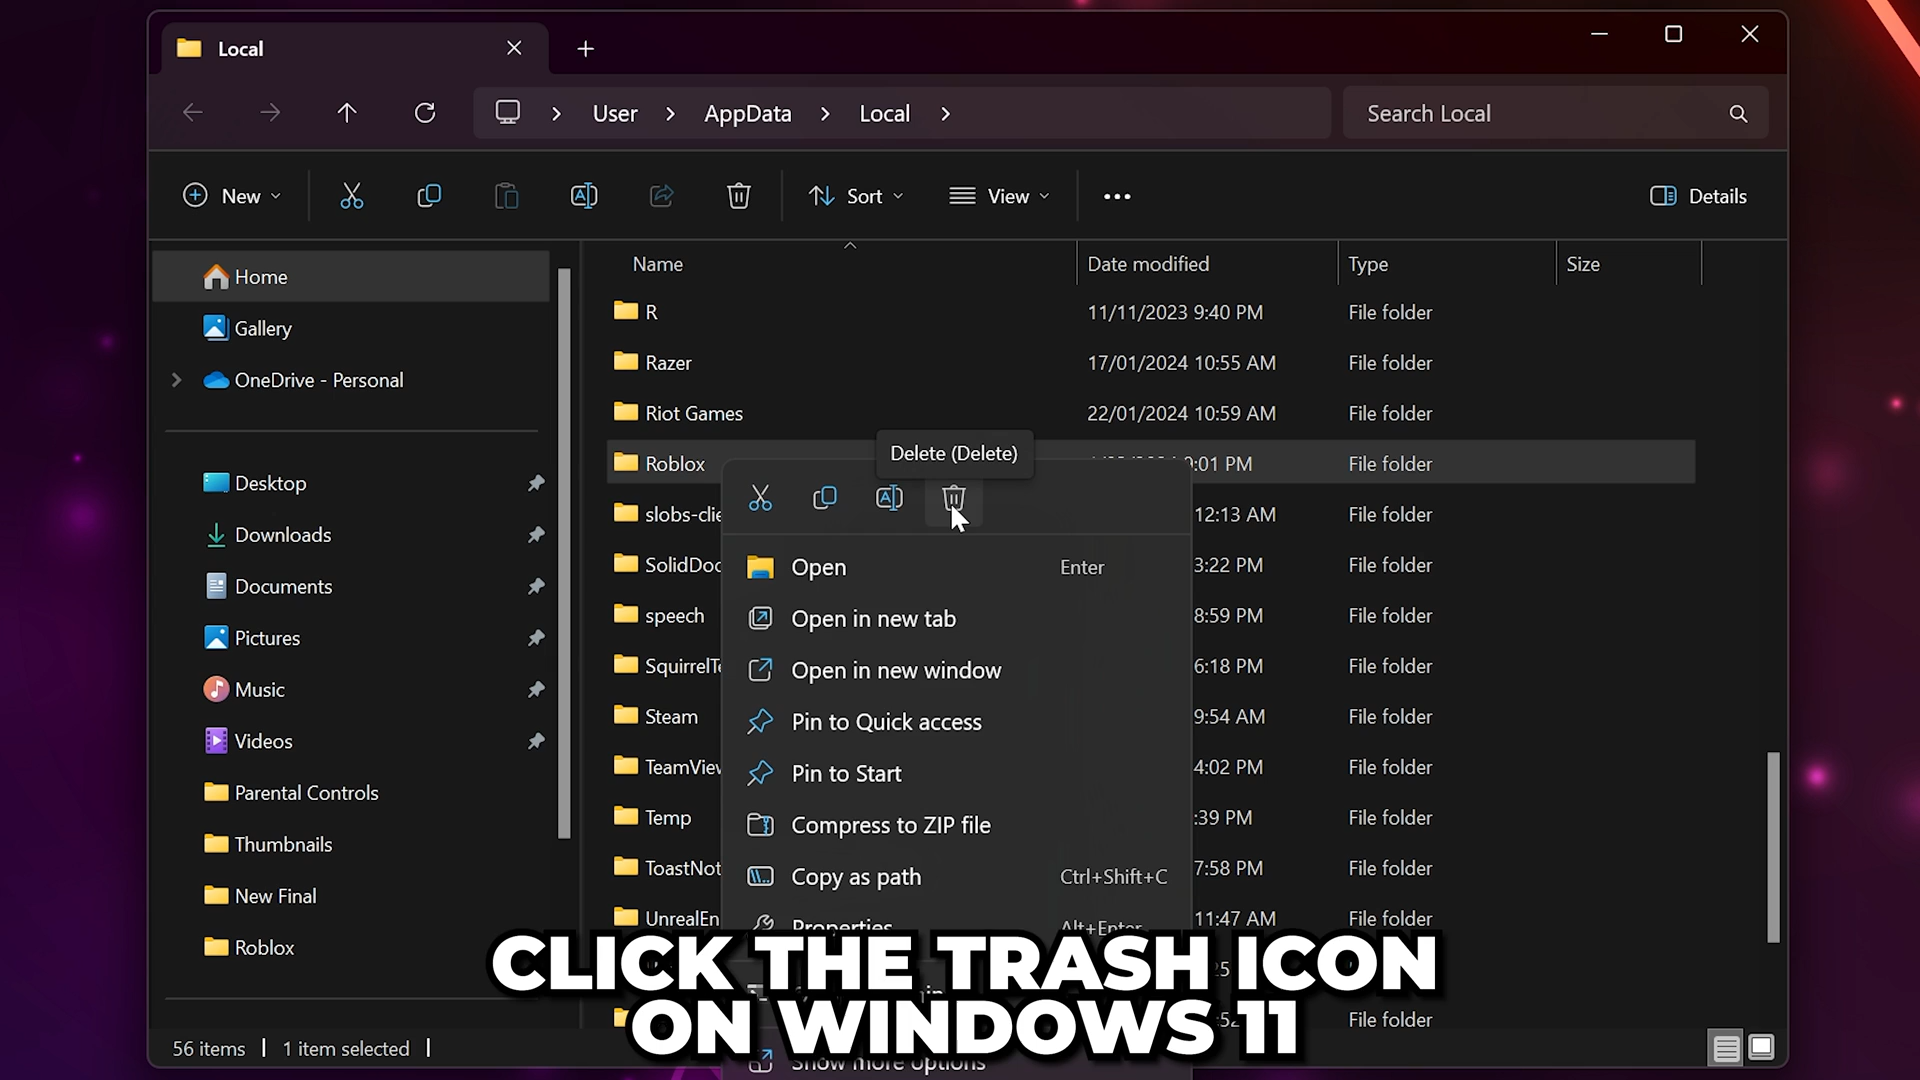 Local
User
AppData
Local
Search Local
New
Sort
View
Details
Home
Gallery
OneDrive - Personal
Desktop
Downloads
Documents
Pictures
Music
Videos
Parental Controls
Thumbnails
New Final
Roblox
Name Date modified Type Size
R 11/11/2023 9:40 PM File folder
Razer 17/01/2024 10:55 AM File folder
Riot Games 22/01/2024 10:59 AM File folder
Roblox :01 PM File folder
slobs-clie 12:13 AM File folder
SolidDoc 3:22 PM File folder
speech 8:59 PM File folder
SquirrelTe 6:18 PM File folder
Steam 9:54 AM File folder
TeamView 4:02 PM File folder
Temp :39 PM File folder
ToastNot 7:58 PM File folder
UnrealEn 11:47 AM File folder
File folder
Delete (Delete)
Open Enter
Open in new tab
Open in new window
Pin to Quick access
Pin to Start
Compress to ZIP file
Copy as path Ctrl+Shift+C
Properties Alt+Enter
Show more options
CLICK THE TRASH ICON
ON WINDOWS 11
56 items
1 item selected